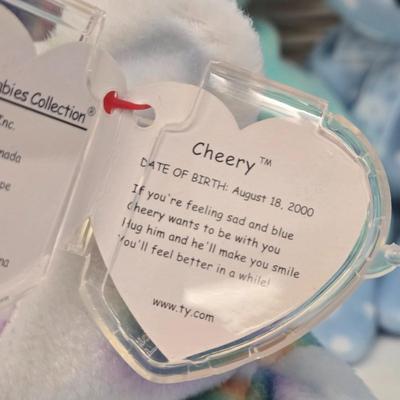 bies Collection®
Inc.
nada
pe
na
Cheery™
DATE OF BIRTH: August 18, 2000
If you're feeling sad and blue
Cheery wants to be with you
Hug him and he'll make you smile
You'll feel better in a while!
www.ty.com